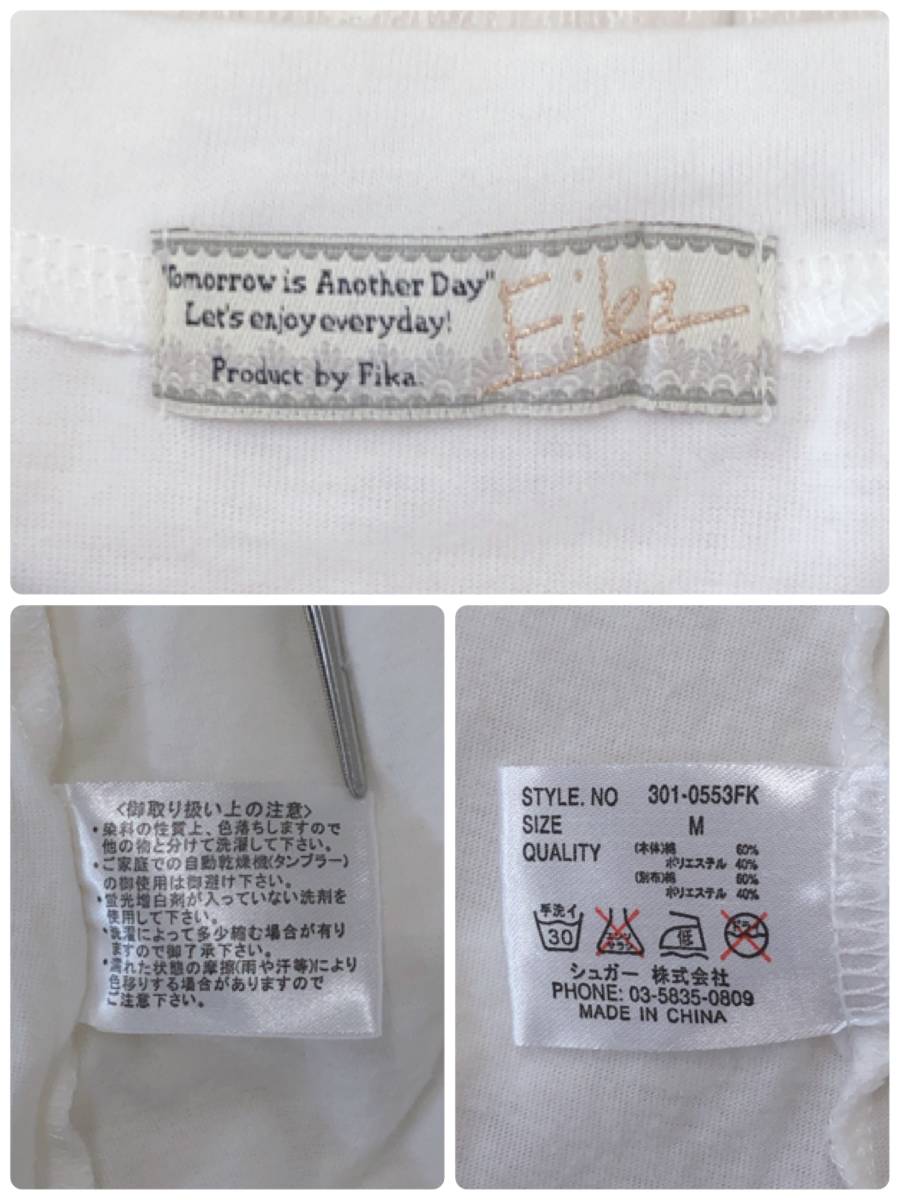 "Tomorrow is Another Day"
Let's enjoy everyday!
Product by Fika.
Fika
〈御取り扱い上の注意〉
・染料の性質上、色落ちしますので
他の物と分けて洗濯して下さい。
・ご家庭での自動乾燥機(タンブラー)
の御使用は御避け下さい。
・蛍光増白剤が入っていない洗剤を
使用して下さい。
・洗濯によって多少縮む場合が有り
ますので御了承下さい。
・濡れた状態の摩擦(雨や汗等)により
色移りする場合がありますので
ご注意下さい。
STYLE. NO 301-0553FK
SIZE M
QUALITY (本体)綿 60%
ポリエステル 40%
(別布)綿 60%
ポリエステル 40%
手洗イ
30
エンソ
サラシ
低
ドライ
シュガー 株式会社
PHONE: 03-5835-0809
MADE IN CHINA